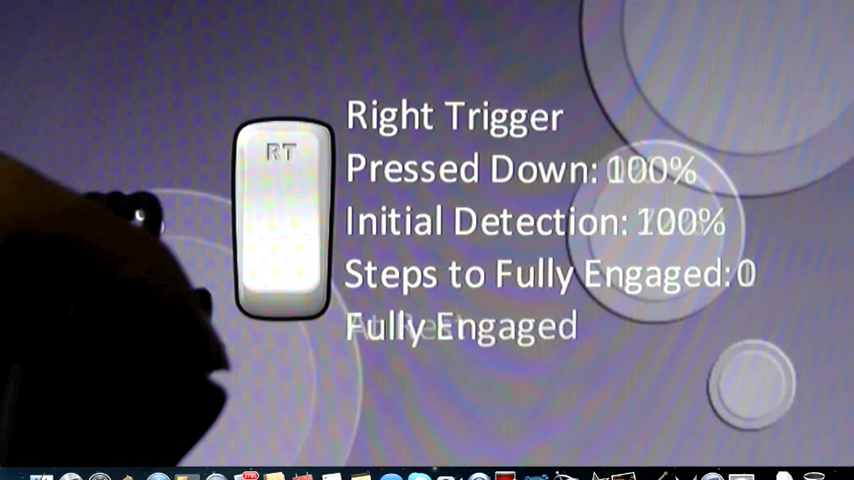 RT
Right Trigger
Pressed Down: 100%
Initial Detection: 100%
Steps to Fully Engaged: 0
Fully Engaged